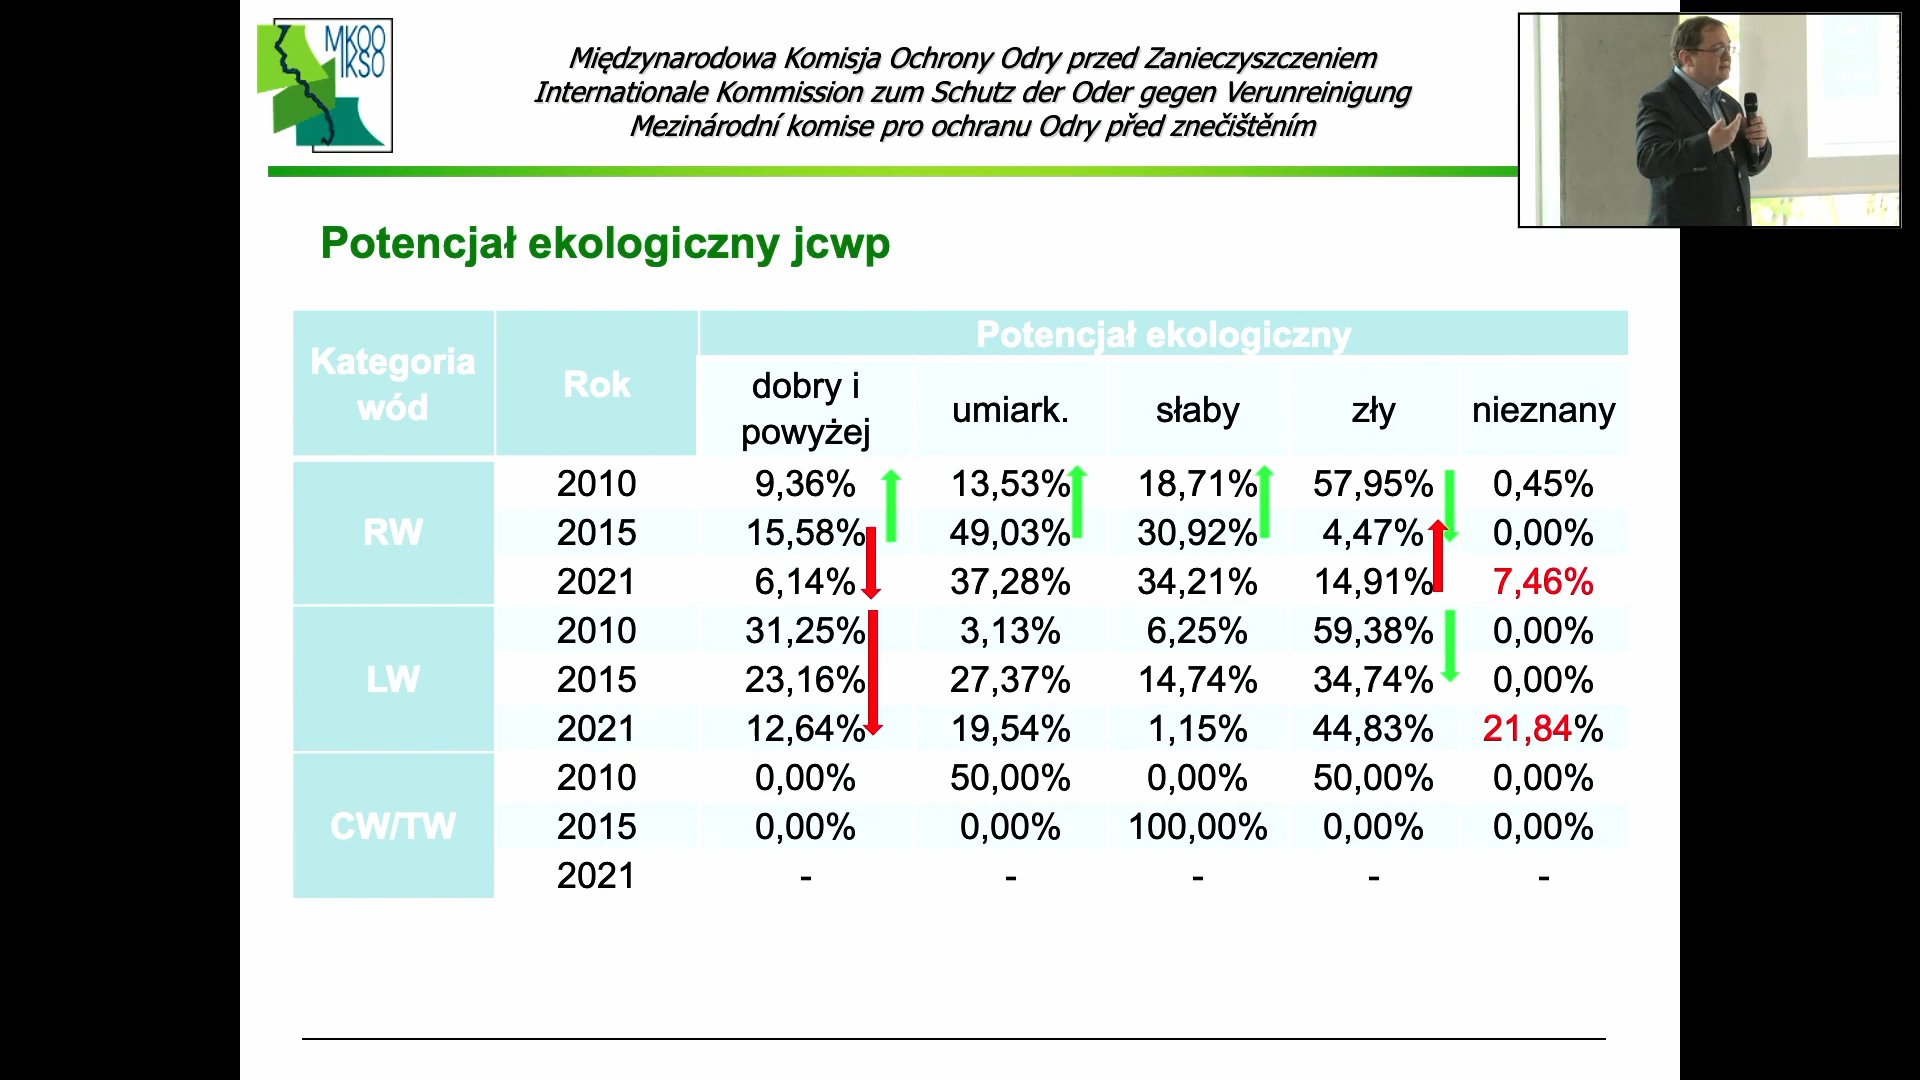 MKOO
IKSO
Międzynarodowa Komisja Ochrony Odry przed Zanieczyszczeniem
Internationale Kommission zum Schutz der Oder gegen Verunreinigung
Mezinárodní komise pro ochranu Odry před znečištěním
Potencjał ekologiczny jcwp
Kategoria wód Rok Potencjał ekologiczny
dobry i powyżej umiark. słaby zły nieznany
RW 2010 9,36% 13,53% 18,71% 57,95% 0,45%
2015 15,58% 49,03% 30,92% 4,47% 0,00%
2021 6,14% 37,28% 34,21% 14,91% 7,46%
LW 2010 31,25% 3,13% 6,25% 59,38% 0,00%
2015 23,16% 27,37% 14,74% 34,74% 0,00%
2021 12,64% 19,54% 1,15% 44,83% 21,84%
CW/TW 2010 0,00% 50,00% 0,00% 50,00% 0,00%
2015 0,00% 0,00% 100,00% 0,00% 0,00%
2021 - - - - -